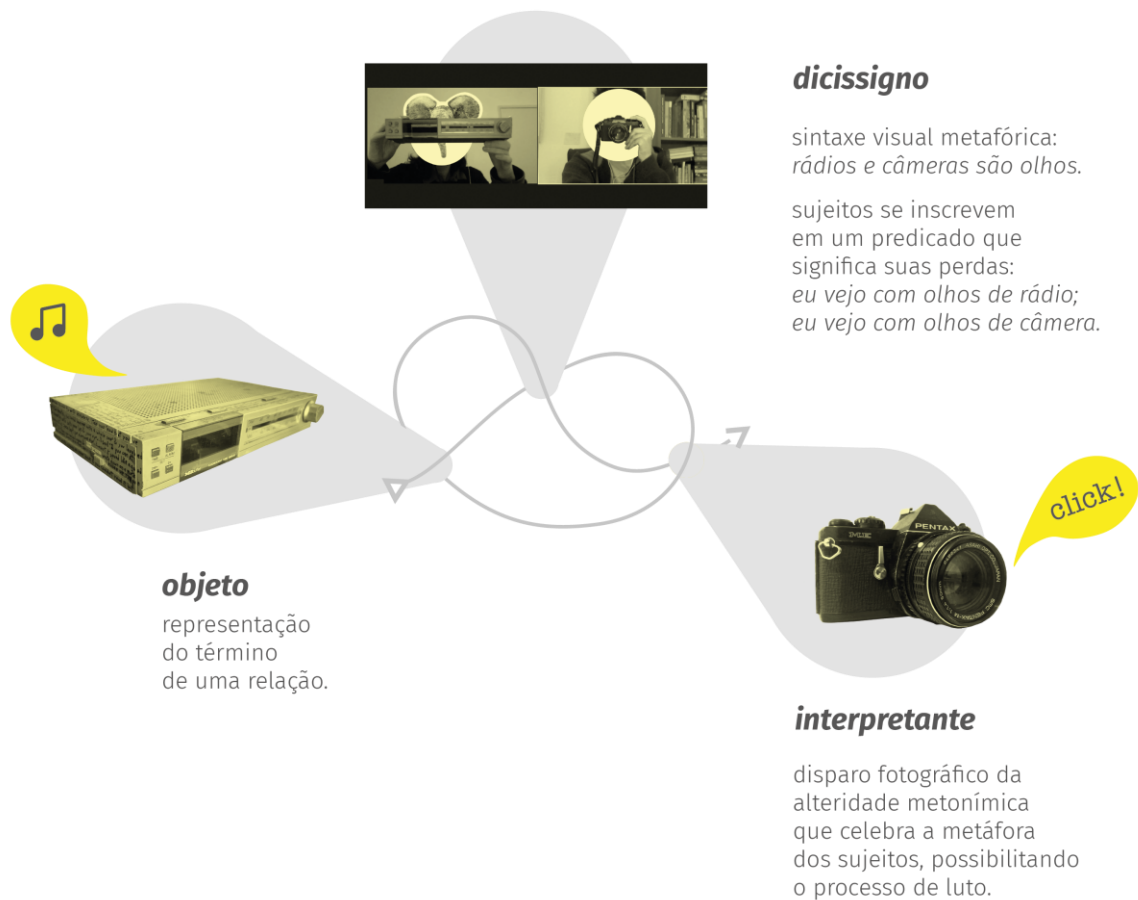 dicissigno
sintaxe visual metafórica:
rádios e câmeras são olhos.
sujeitos se inscrevem
em um predicado que
significa suas perdas:
eu vejo com olhos de rádio;
eu vejo com olhos de câmera.
objeto
representação
do término
de uma relação.
click!
PENTAX
ME
interpretante
disparo fotográfico da
alteridade metonímica
que celebra a metáfora
dos sujeitos, possibilitando
o processo de luto.